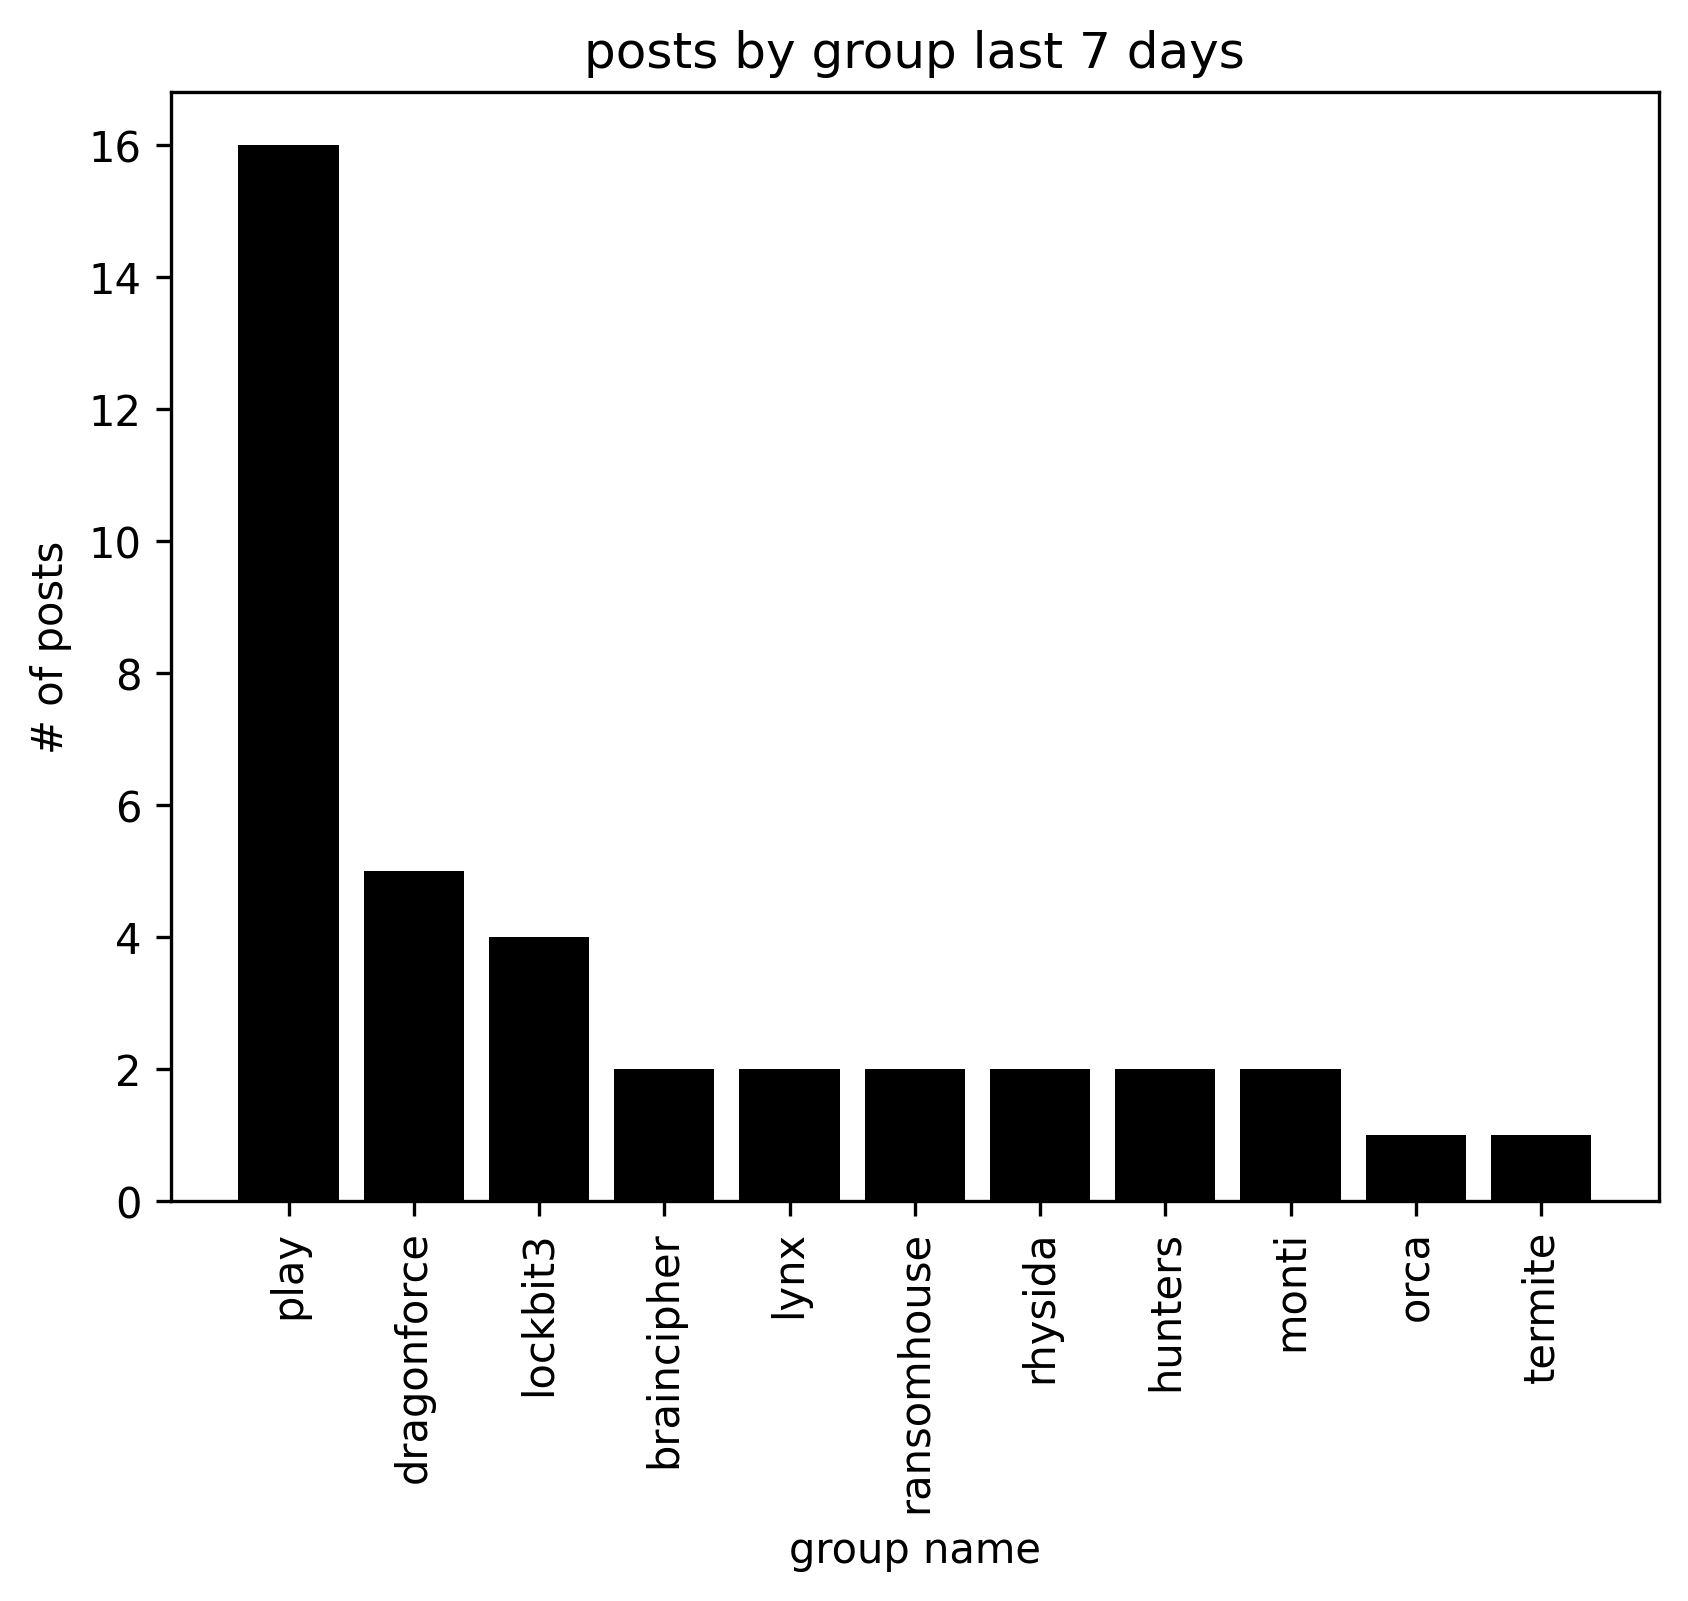 posts by group last 7 days
16
14
12
10
8
6
4
2
0
# of posts
play
dragonforce
lockbit3
braincipher
lynx
ransomhouse
rhysida
hunters
monti
orca
termite
group name